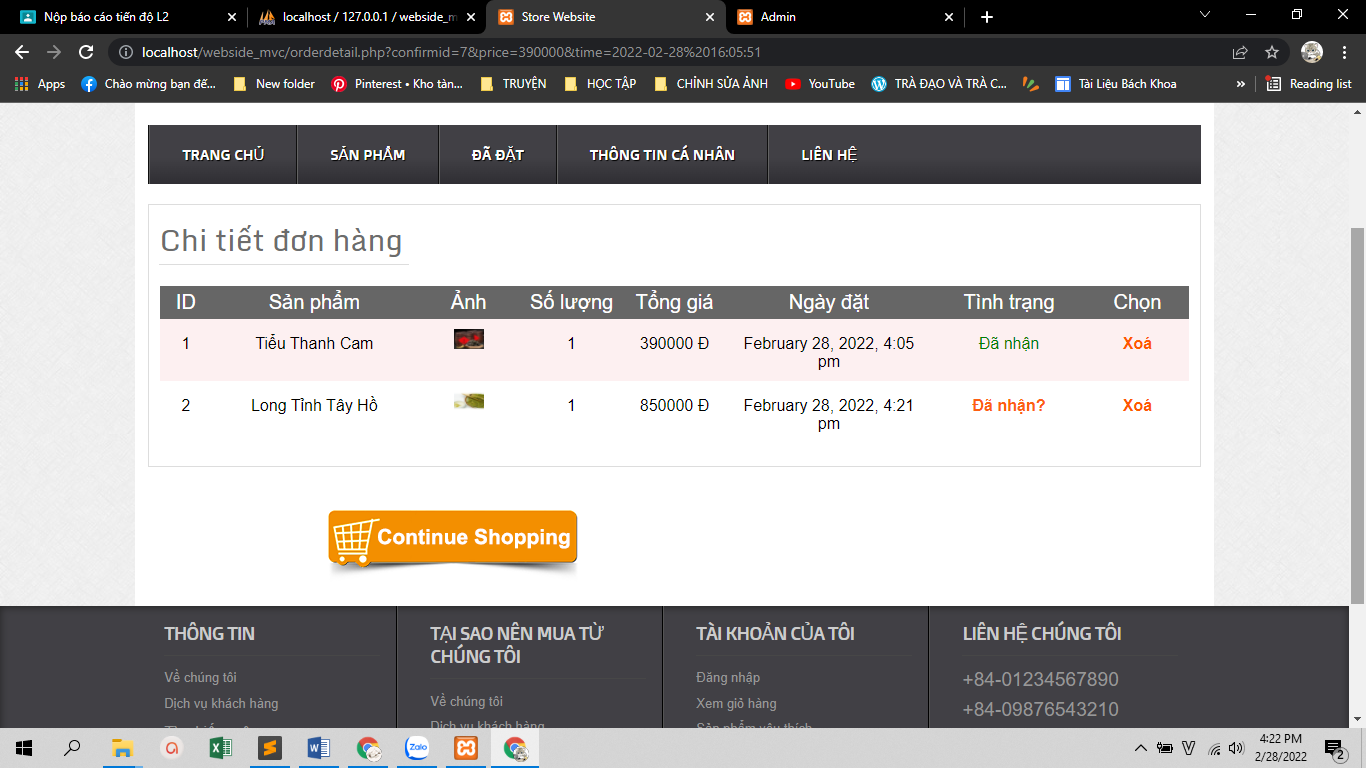 Nộp báo cáo tiến độ L2
localhost / 127.0.0.1 / webside_m
Store Website
Admin
localhost/webside_mvc/orderdetail.php?confirmid=7&price=390000&time=2022-02-28%2016:05:51
Apps
Chào mừng bạn đế...
New folder
Pinterest • Kho tàn...
TRUYỆN
HỌC TẬP
CHỈNH SỬA ẢNH
YouTube
TRÀ ĐẠO VÀ TRÀ C...
Tài Liệu Bách Khoa
Reading list
TRANG CHỦ SẢN PHẨM ĐÃ ĐẶT THÔNG TIN CÁ NHÂN LIÊN HỆ
Chi tiết đơn hàng
ID Sản phẩm Ảnh Số lượng Tổng giá Ngày đặt Tình trạng Chọn
1 Tiểu Thanh Cam 1 390000 Đ February 28, 2022, 4:05 Đã nhận Xoá
pm
2 Long Tỉnh Tây Hồ 1 850000 Đ February 28, 2022, 4:21 Đã nhận? Xoá
pm
Continue Shopping
THÔNG TIN
Về chúng tôi
Dịch vụ khách hàng
TẠI SAO NÊN MUA TỪ
CHÚNG TÔI
Về chúng tôi
Dịch vụ khách hàng
TÀI KHOẢN CỦA TÔI
Đăng nhập
Xem giỏ hàng
Sản phẩm yêu thích
LIÊN HỆ CHÚNG TÔI
+84-01234567890
+84-09876543210
Zalo
4:22 PM
2/28/2022
2